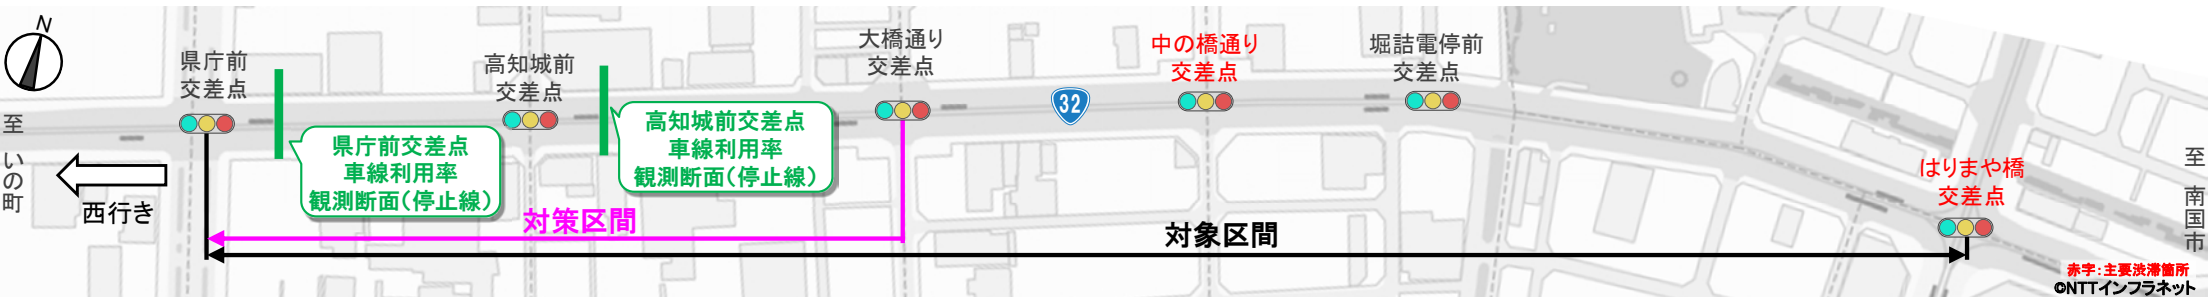 N
至
いの町
西行き
県庁前
交差点
高知城前
交差点
大橋通り
交差点
32
中の橋通り
交差点
堀詰電停前
交差点
はりまや橋
交差点
至
南国市
県庁前交差点
車線利用率
観測断面(停止線)
高知城前交差点
車線利用率
観測断面(停止線)
対策区間
対象区間
赤字:主要渋滞箇所
©NTTインフラネット